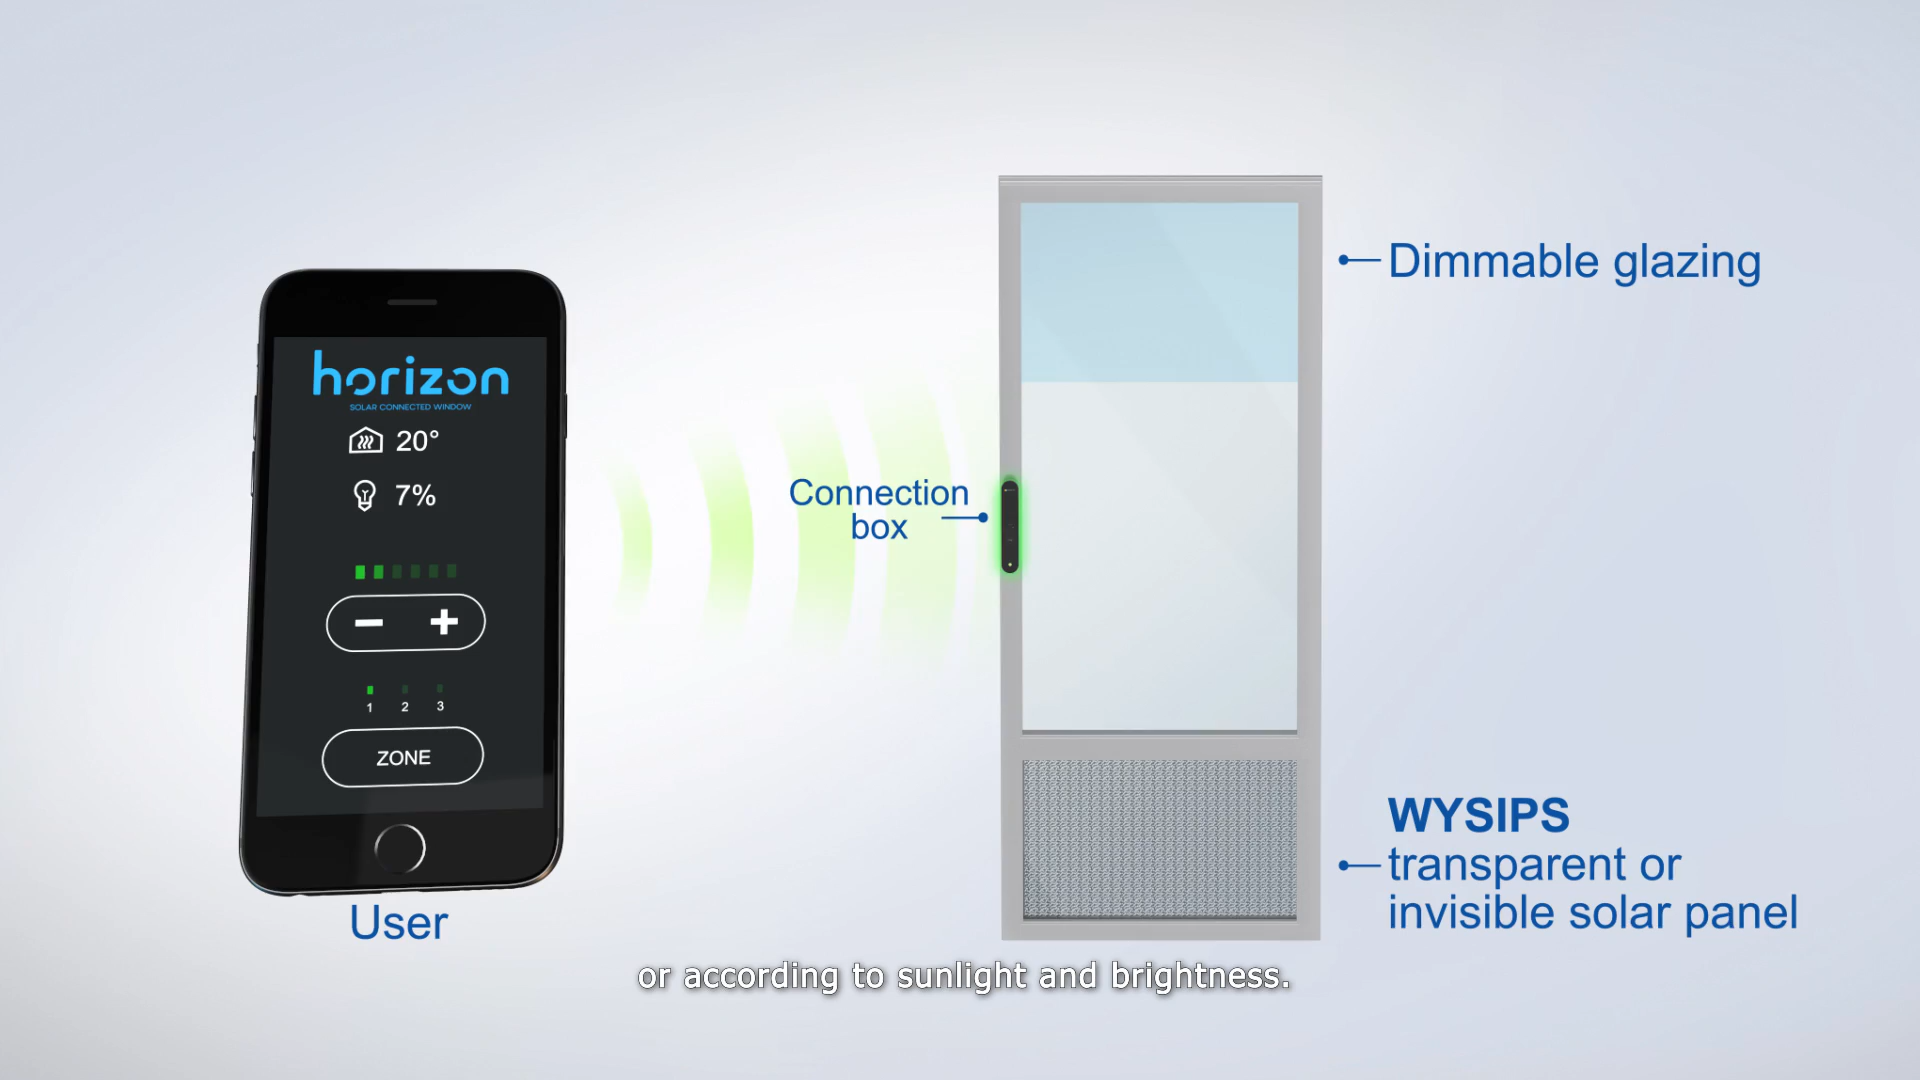 horizon
SOLAR CONNECTED WINDOW
20°
7%
1 2 3
ZONE
User
Connection
box
Dimmable glazing
WYSIPS
transparent or
invisible solar panel
or according to sunlight and brightness.